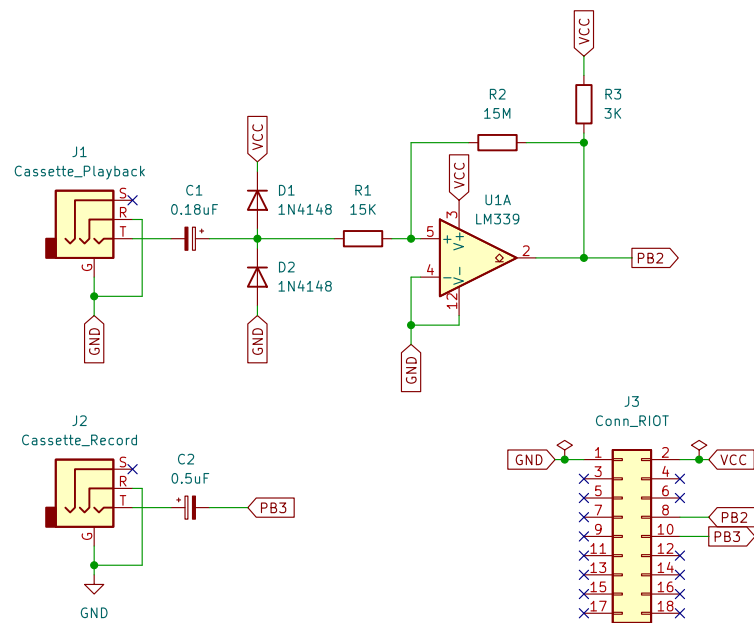 VCC
R2
15M
R3
3K
J1
Cassette_Playback
VCC
VCC
S
R
T
G
C1
0.18uF
+
D1
1N4148
R1
15K
U1A
LM339
3
V+
5
+
2
PB2
4
-
V-
12
D2
1N4148
GND
GND
GND
J2
Cassette_Record
S
R
T
G
C2
0.5uF
+
PB3
GND
J3
Conn_RIOT
GND
1
2
VCC
3
4
5
6
7
8
PB2
9
10
PB3
11
12
13
14
15
16
17
18